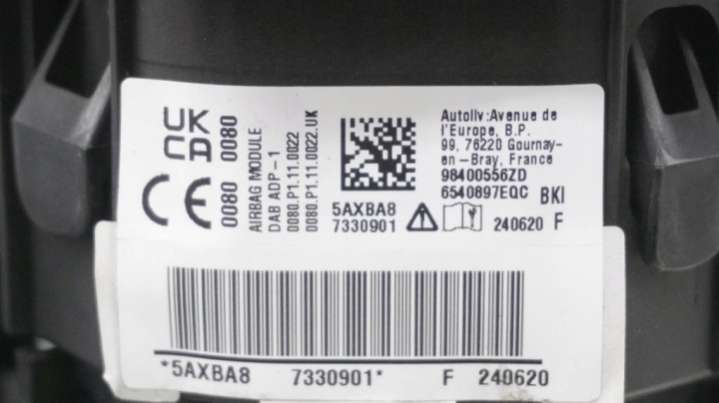 UK
CA
0080
CE
0080
AIRBAG MODULE
DAB ADP-1
0080.P1.11.0022
0080.P1.11.0022.UK
5AXBA8
7330901
Autoliv:Avenue de
l'Europe, B.P.
99, 76220 Gournay-
en-Bray, France
98400556ZD
6540897EQC BKI
240620 F
*5AXBA8 7330901* F 240620